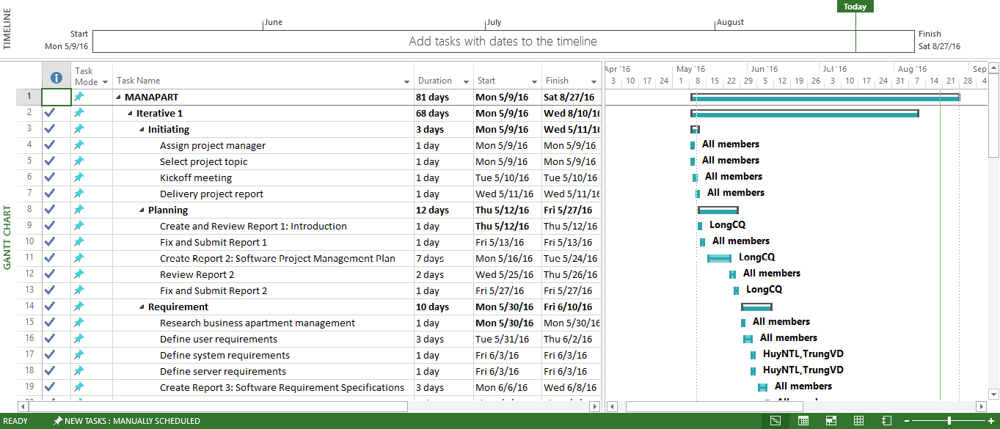 Today
TIMELINE
June July August
Start
Mon 5/9/16
Add tasks with dates to the timeline
Finish
Sat 8/27/16
GANTT CHART
Task Mode Task Name Duration Start Finish
Apr '16 May '16 Jun '16 Jul '16 Aug '16 Sep
3 10 17 24 1 8 15 22 29 5 12 19 26 3 10 17 24 31 7 14 21 28 4
1 MANAPART 81 days Mon 5/9/16 Sat 8/27/16
2 Iterative 1 68 days Mon 5/9/16 Wed 8/10/16
3 Initiating 3 days Mon 5/9/16 Wed 5/11/16
4 Assign project manager 1 day Mon 5/9/16 Mon 5/9/16 All members
5 Select project topic 1 day Mon 5/9/16 Mon 5/9/16 All members
6 Kickoff meeting 1 day Tue 5/10/16 Tue 5/10/16 All members
7 Delivery project report 1 day Wed 5/11/16 Wed 5/11/16 All members
8 Planning 12 days Thu 5/12/16 Fri 5/27/16
9 Create and Review Report 1: Introduction 1 day Thu 5/12/16 Thu 5/12/16 LongCQ
10 Fix and Submit Report 1 1 day Fri 5/13/16 Fri 5/13/16 All members
11 Create Report 2: Software Project Management Plan 7 days Mon 5/16/16 Tue 5/24/16 LongCQ
12 Review Report 2 2 days Wed 5/25/16 Thu 5/26/16 All members
13 Fix and Submit Report 2 1 day Fri 5/27/16 Fri 5/27/16 LongCQ
14 Requirement 10 days Mon 5/30/16 Fri 6/10/16
15 Research business apartment management 1 day Mon 5/30/16 Mon 5/30/16 All members
16 Define user requirements 3 days Tue 5/31/16 Thu 6/2/16 All members
17 Define system requirements 1 day Fri 6/3/16 Fri 6/3/16 HuyNTL,TrungVD
18 Define server requirements 1 day Fri 6/3/16 Fri 6/3/16 HuyNTL,TrungVD
19 Create Report 3: Software Requirement Specifications 3 days Mon 6/6/16 Wed 6/8/16 All members
READY NEW TASKS : MANUALLY SCHEDULED